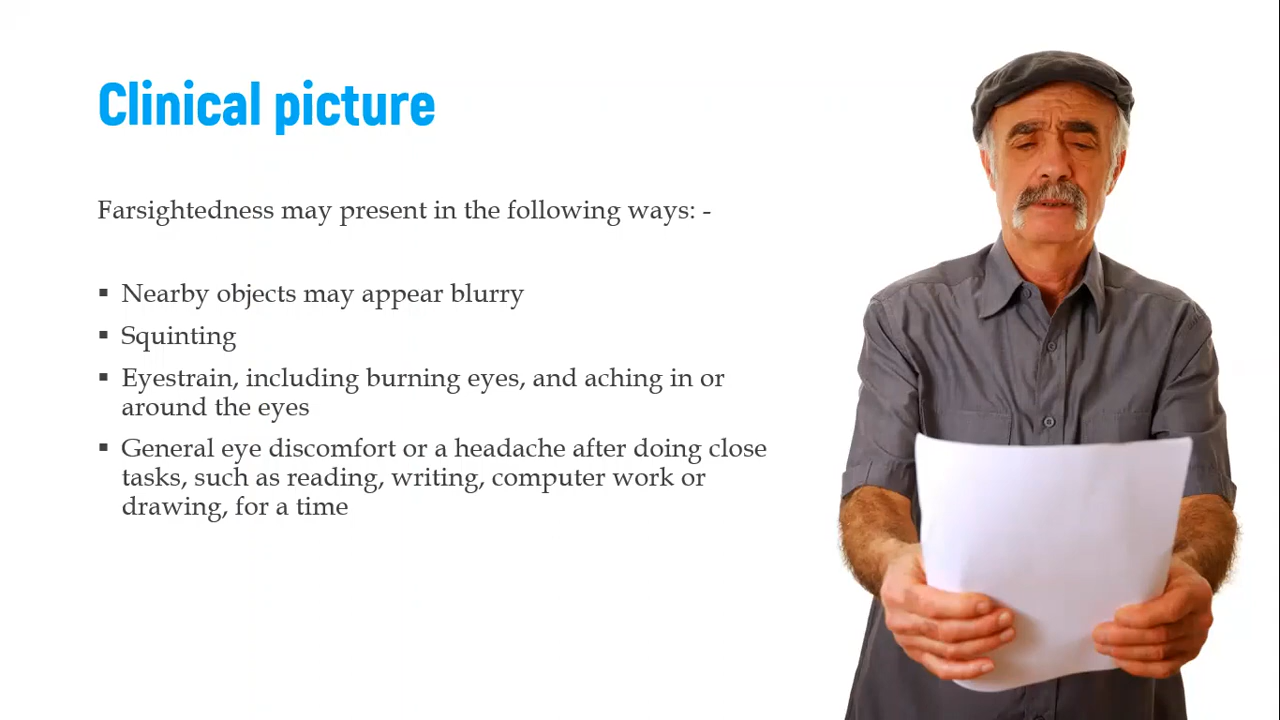 Clinical picture
Farsightedness may present in the following ways: -
▪ Nearby objects may appear blurry
▪ Squinting
▪ Eyestrain, including burning eyes, and aching in or
around the eyes
▪ General eye discomfort or a headache after doing close
tasks, such as reading, writing, computer work or
drawing, for a time